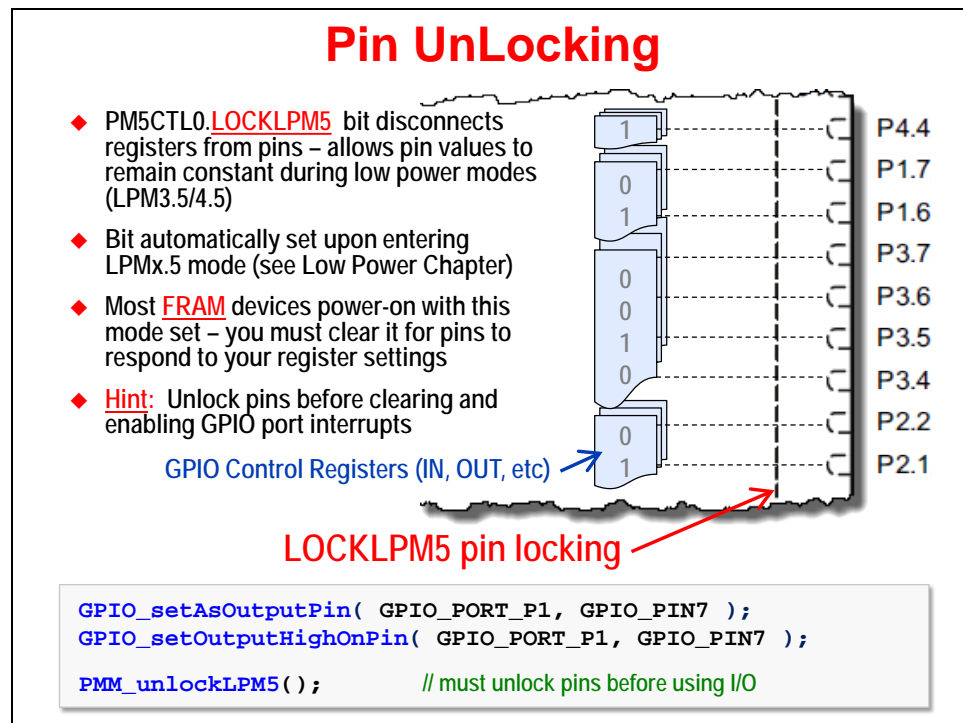 Pin UnLocking
◆ PM5CTL0.LOCKLPM5 bit disconnects
registers from pins – allows pin values to
remain constant during low power modes
(LPM3.5/4.5)
◆ Bit automatically set upon entering
LPMx.5 mode (see Low Power Chapter)
◆ Most FRAM devices power-on with this
mode set – you must clear it for pins to
respond to your register settings
◆ Hint: Unlock pins before clearing and
enabling GPIO port interrupts
GPIO Control Registers (IN, OUT, etc)
1 P4.4
0 P1.7
1 P1.6
P3.7
0 P3.6
0 P3.5
1 P3.4
0
0 P2.2
1 P2.1
LOCKLPM5 pin locking
GPIO_setAsOutputPin( GPIO_PORT_P1, GPIO_PIN7 );
GPIO_setOutputHighOnPin( GPIO_PORT_P1, GPIO_PIN7 );
PMM_unlockLPM5(); // must unlock pins before using I/O